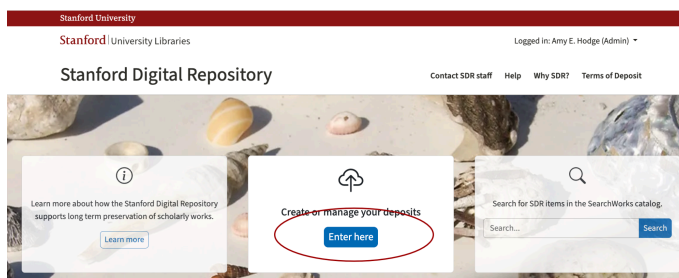 Stanford University
Stanford University Libraries
Logged in: Amy E. Hodge (Admin)
Stanford Digital Repository
Contact SDR staff Help Why SDR? Terms of Deposit
Learn more about how the Stanford Digital Repository
supports long term preservation of scholarly works.
Learn more
Create or manage your deposits
Enter here
Search for SDR items in the SearchWorks catalog.
Search...
Search